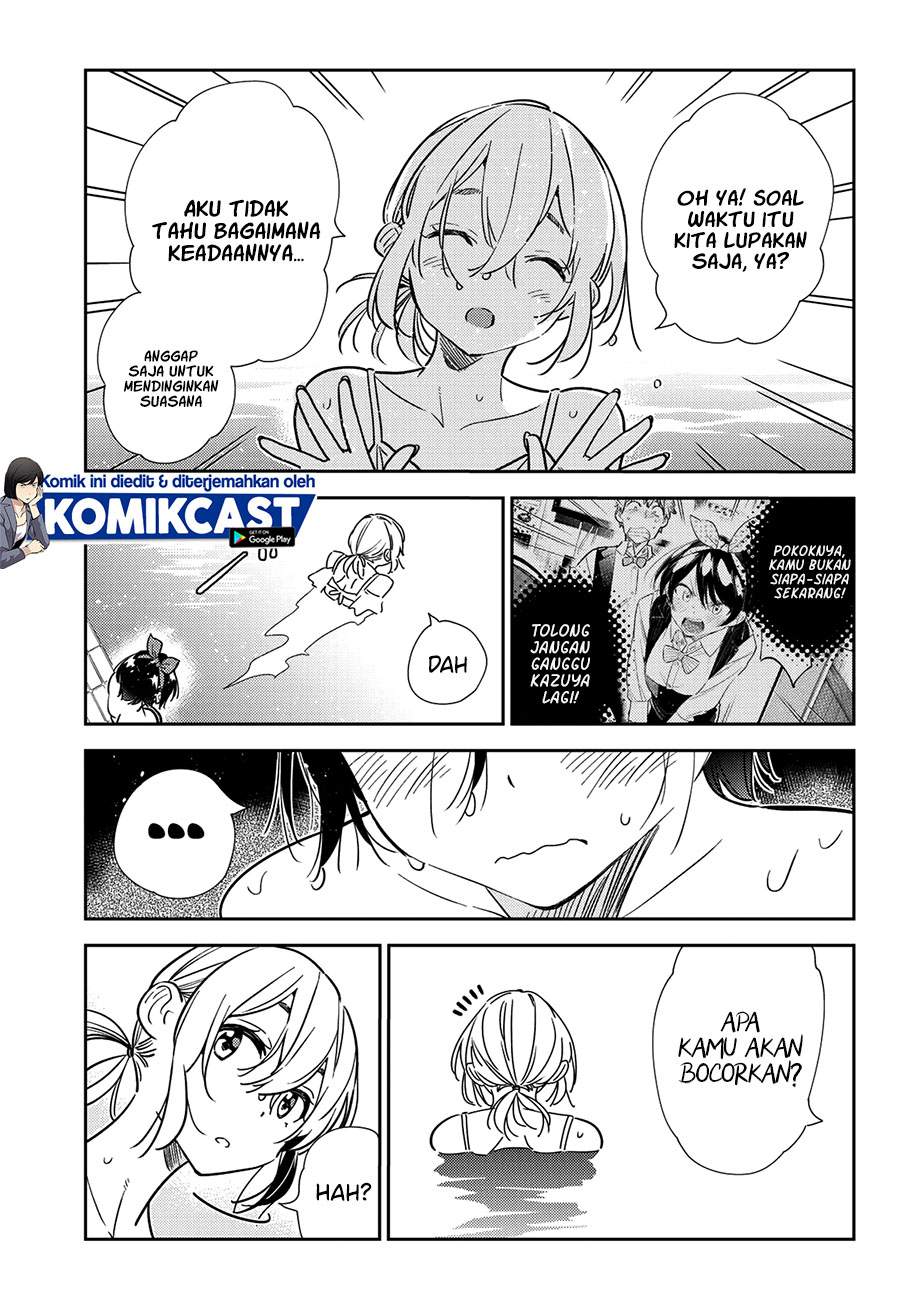 OH YA! SOAL
WAKTU ITU
KITA LUPAKAN
SAJA, YA?
AKU TIDAK
TAHU BAGAIMANA
KEADAANNYA...
ANGGAP
SAJA UNTUK
MENDINGINKAN
SUASANA
Komik ini diedit & diterjemahkan oleh
KOMIKCAST
GET IT ON
Google Play
POKOKNYA,
KAMU BUKAN
SIAPA-SIAPA
SEKARANG!
TOLONG
JANGAN
GANGGU
KAZUYA
LAGI!
DAH
...
APA
KAMU AKAN
BOCORKAN?
HAH?